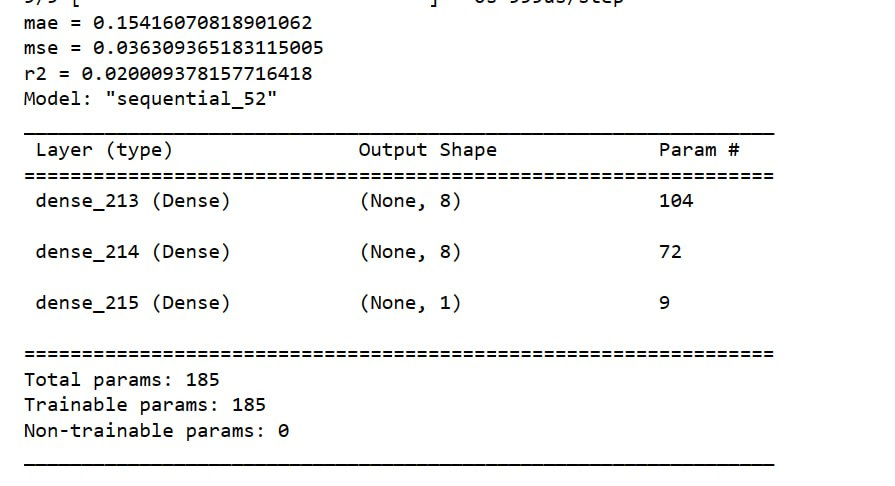 mae = 0.15416070818901062
mse = 0.036309365183115005
r2 = 0.020009378157716418
Model: "sequential_52"
_________________________________________________________________
Layer (type) Output Shape Param #
=================================================================
dense_213 (Dense) (None, 8) 104
dense_214 (Dense) (None, 8) 72
dense_215 (Dense) (None, 1) 9
=================================================================
Total params: 185
Trainable params: 185
Non-trainable params: 0
_________________________________________________________________